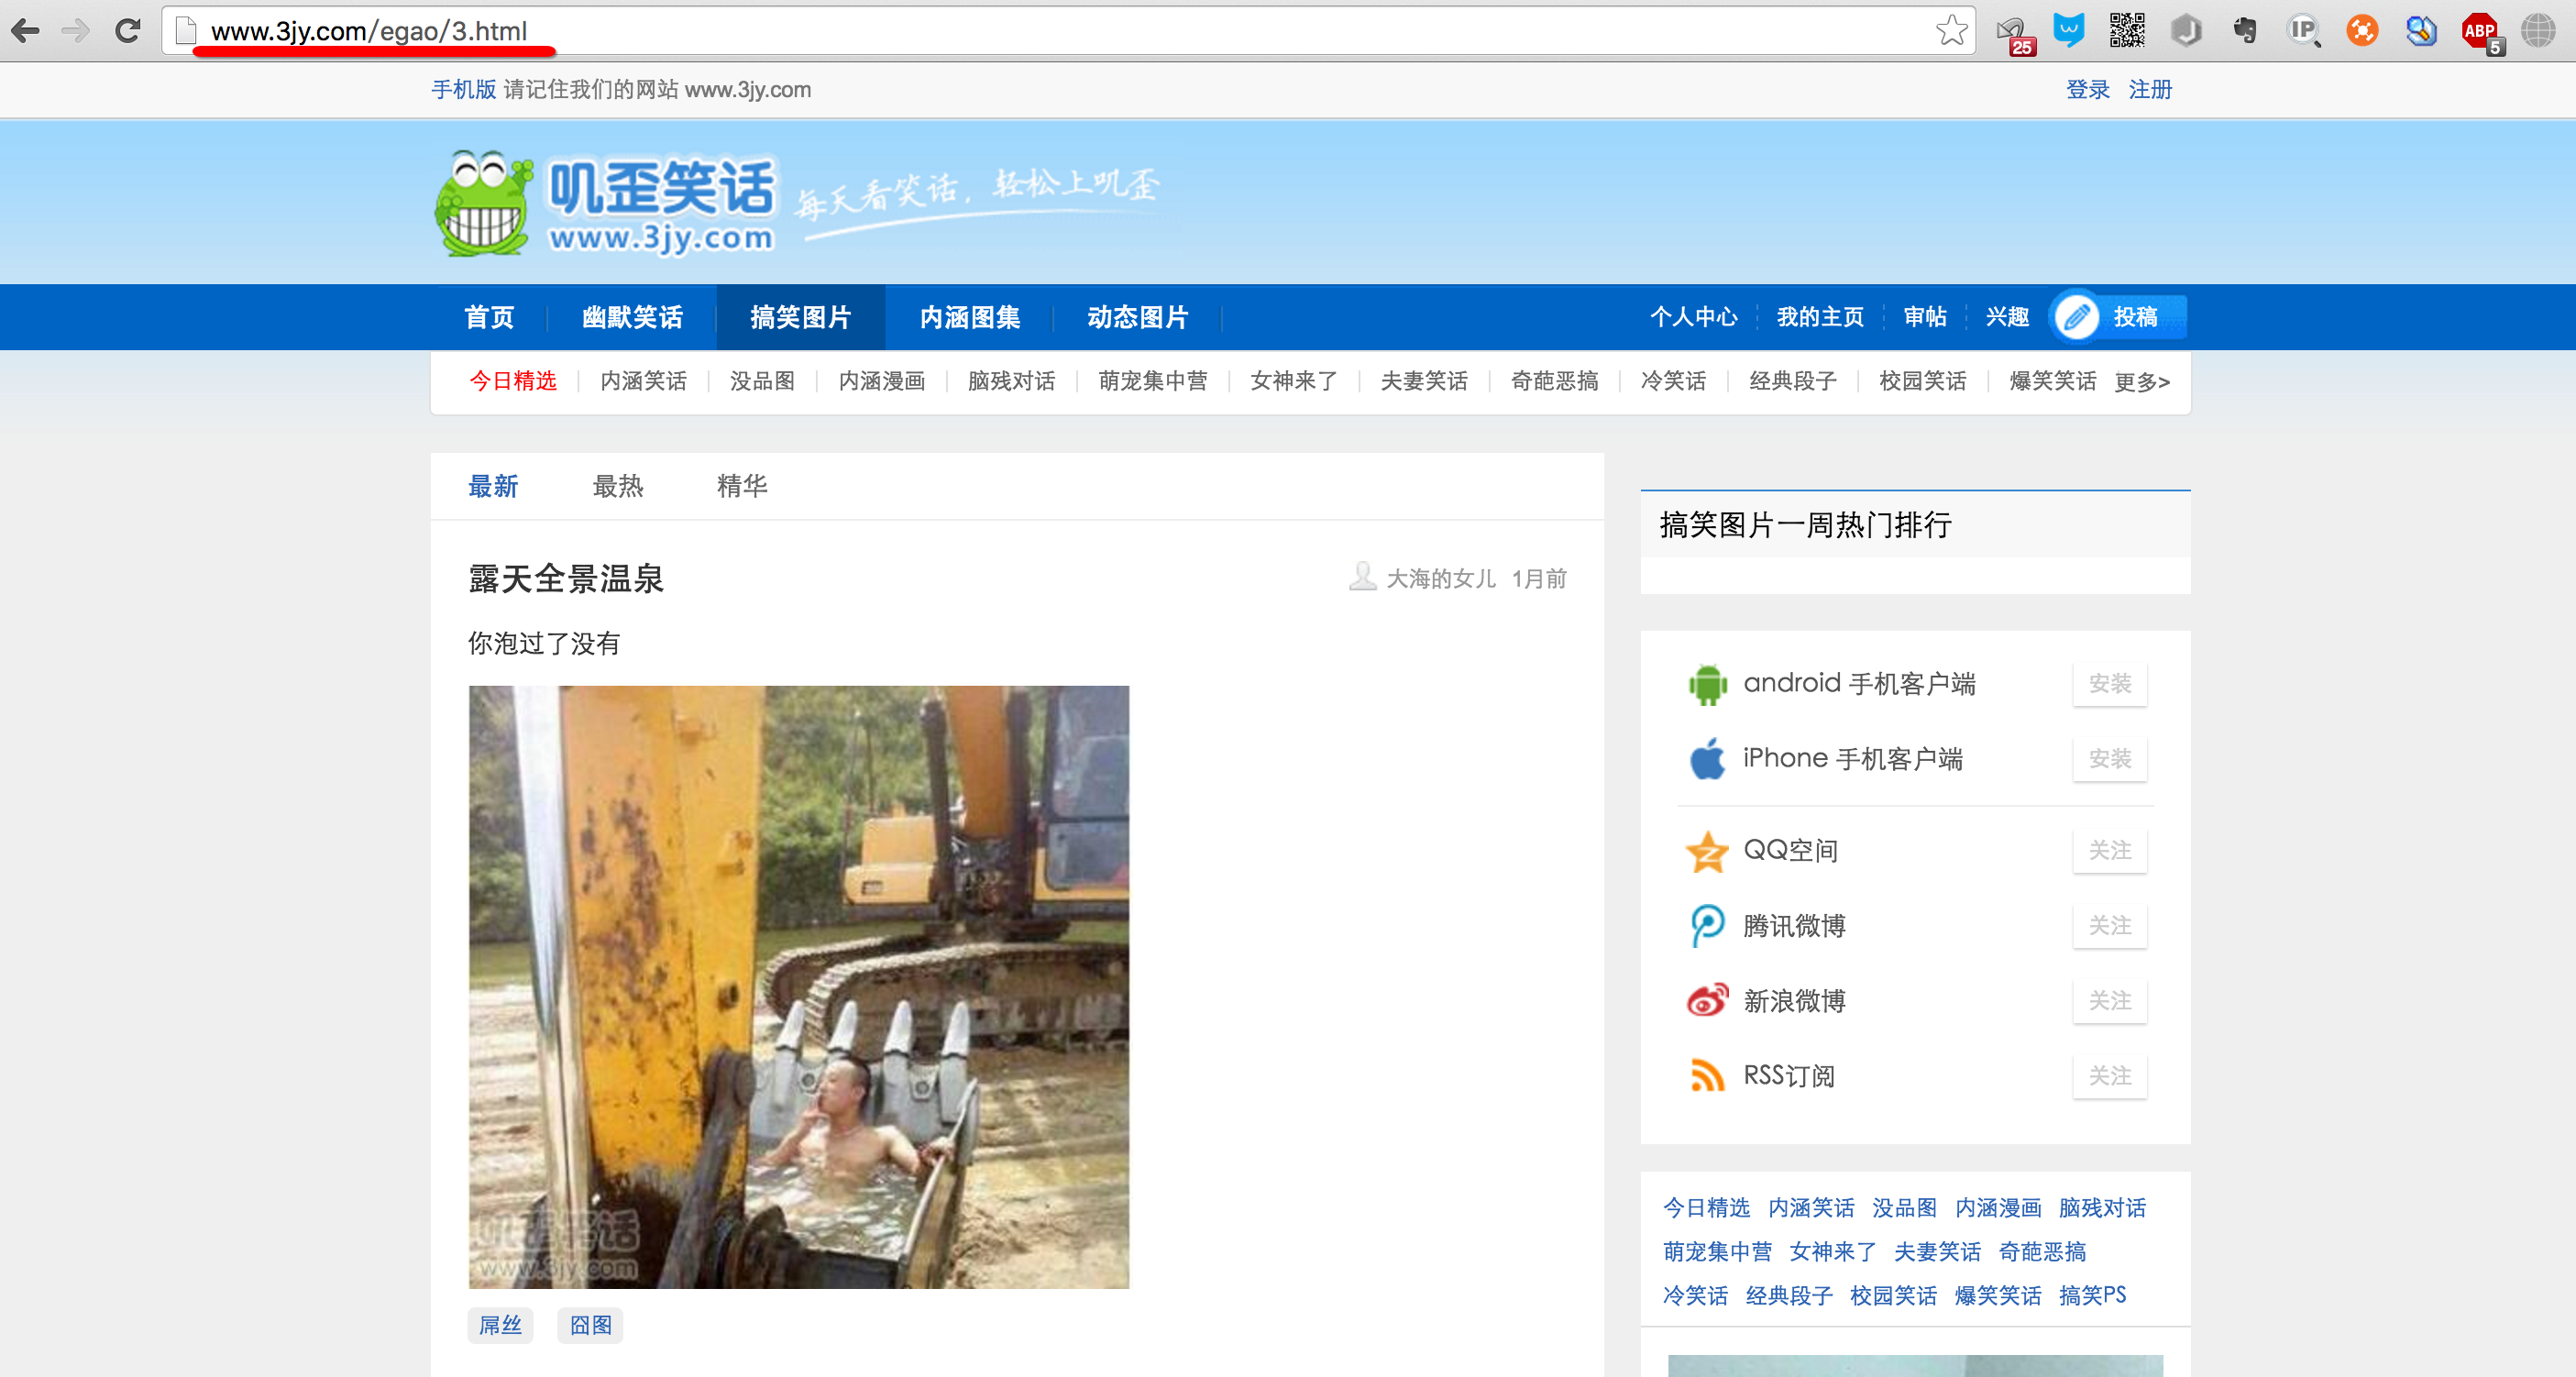 www.3jy.com/egao/3.html
25
IP
ABP
5
手机版 请记住我们的网站 www.3jy.com
登录 注册
叽歪笑话
www.3jy.com
每天看笑话，轻松上叽歪
首页 幽默笑话 搞笑图片 内涵图集 动态图片 个人中心 我的主页 审帖 兴趣 投稿
今日精选 内涵笑话 没品图 内涵漫画 脑残对话 萌宠集中营 女神来了 夫妻笑话 奇葩恶搞 冷笑话 经典段子 校园笑话 爆笑笑话 更多>
最新 最热 精华
露天全景温泉
大海的女儿 1月前
你泡过了没有
叽歪笑话
www.3jy.com
屌丝 囧图
搞笑图片一周热门排行
android 手机客户端 安装
iPhone 手机客户端 安装
QQ空间 关注
腾讯微博 关注
新浪微博 关注
RSS订阅 关注
今日精选 内涵笑话 没品图 内涵漫画 脑残对话
萌宠集中营 女神来了 夫妻笑话 奇葩恶搞
冷笑话 经典段子 校园笑话 爆笑笑话 搞笑PS